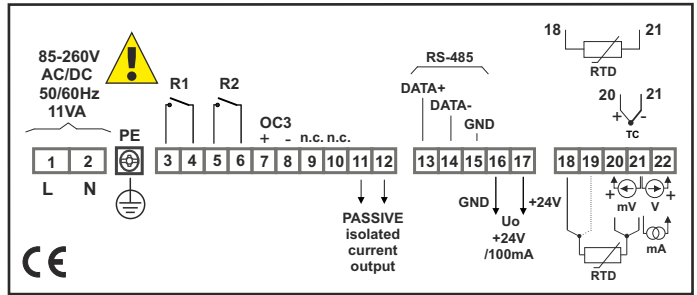 85-260V
AC/DC
50/60Hz
11VA
PE
R1
R2
OC3
+ - n.c. n.c.
RS-485
DATA+
DATA-
GND
18 21
RTD
20 21
+ -
TC
1 2
3 4 5 6 7 8 9 10 11 12
13 14 15 16 17
18 19 20 21 22
L N
PASSIVE
isolated
current
output
GND +24V
Uo
+24V
/100mA
+ +
mV V
mA
RTD
CE